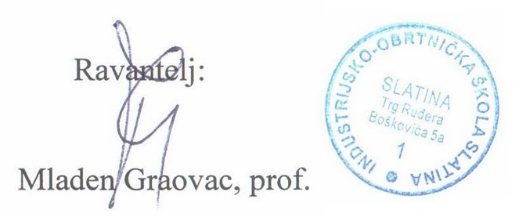 Ravantelj:
Mladen Graovac, prof.
INDUSTRIJSKO-OBRTNIČKA ŠKOLA SLATINA
SLATINA
Trg Ruđera
Boškovića 5a
1